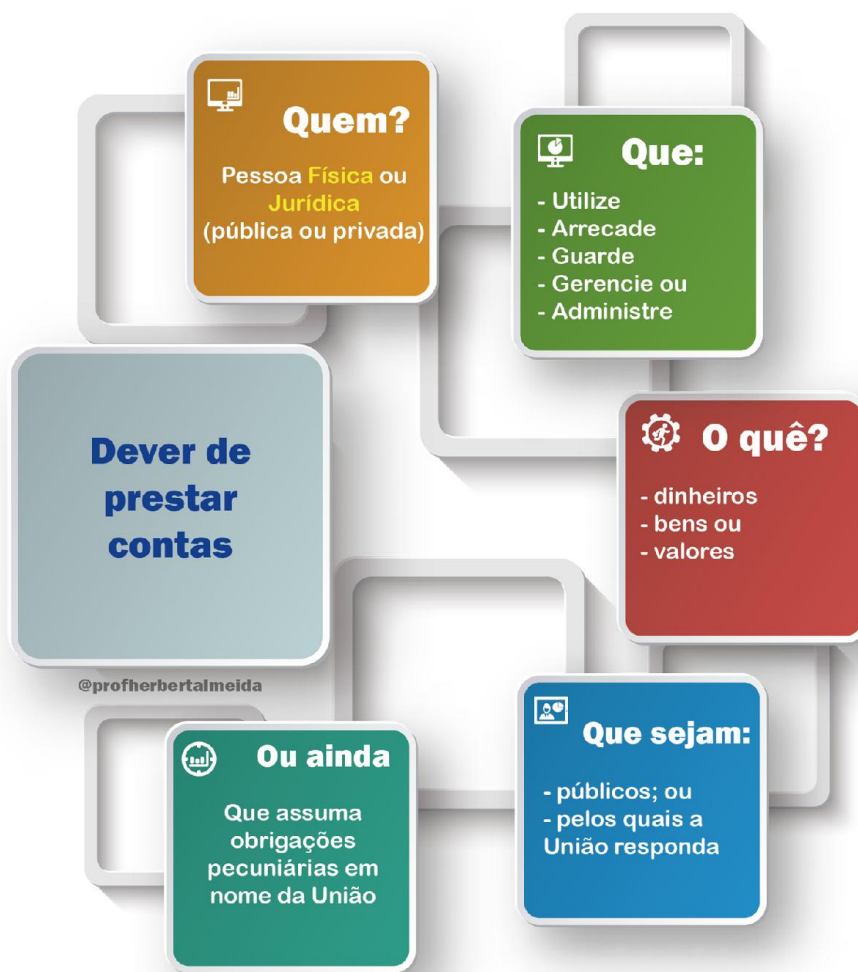 Quem?
Pessoa Física ou
Jurídica
(pública ou privada)
Que:
- Utilize
- Arrecade
- Guarde
- Gerencie ou
- Administre
Dever de
prestar
contas
O quê?
- dinheiros
- bens ou
- valores
@profherbertalmeida
Que sejam:
- públicos; ou
- pelos quais a
União responda
Ou ainda
Que assuma
obrigações
pecuniárias em
nome da União